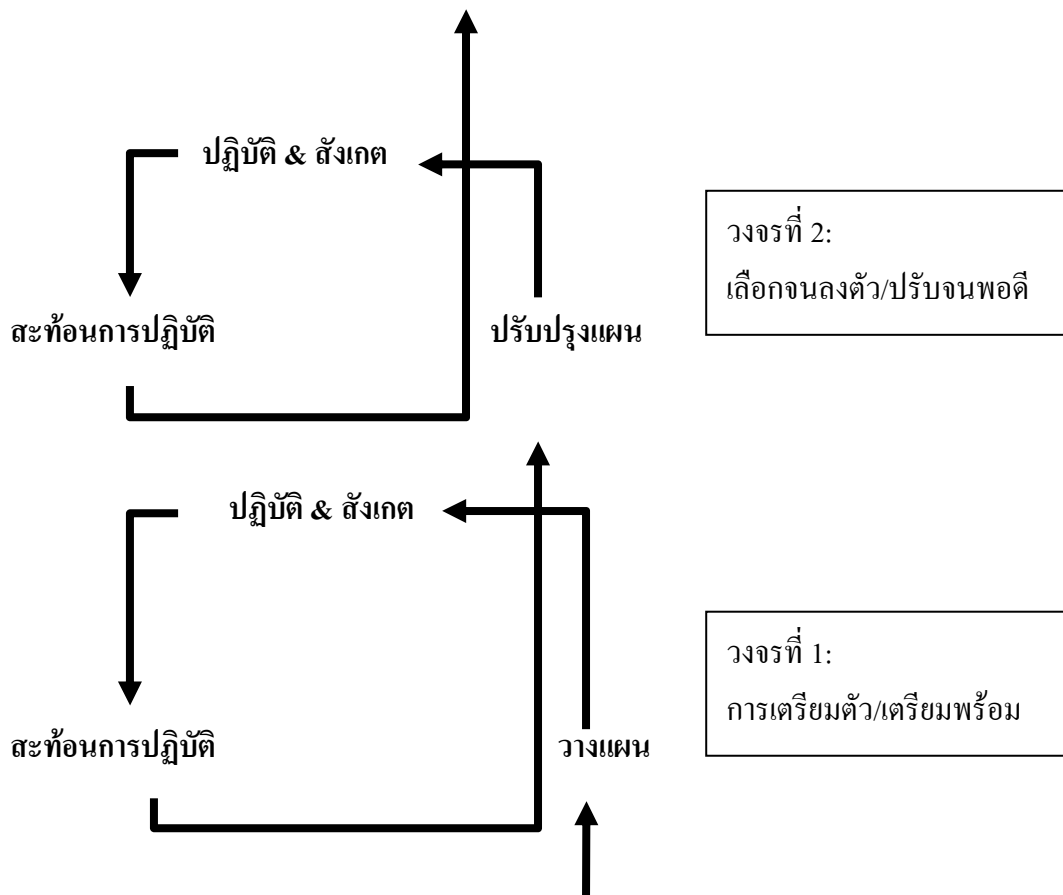 ปฏิบัติ & สังเกต
วงจรที่ 2:
เลือกจนลงตัว/ปรับจนพอดี
สะท้อนการปฏิบัติ
ปรับปรุงแผน
ปฏิบัติ & สังเกต
วงจรที่ 1:
การเตรียมตัว/เตรียมพร้อม
สะท้อนการปฏิบัติ
วางแผน